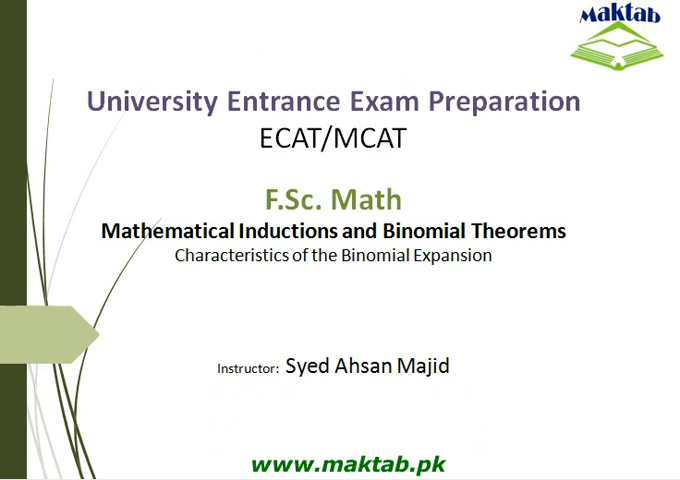 Maktab
University Entrance Exam Preparation
ECAT/MCAT
F.Sc. Math
Mathematical Inductions and Binomial Theorems
Characteristics of the Binomial Expansion
Instructor: Syed Ahsan Majid
www.maktab.pk